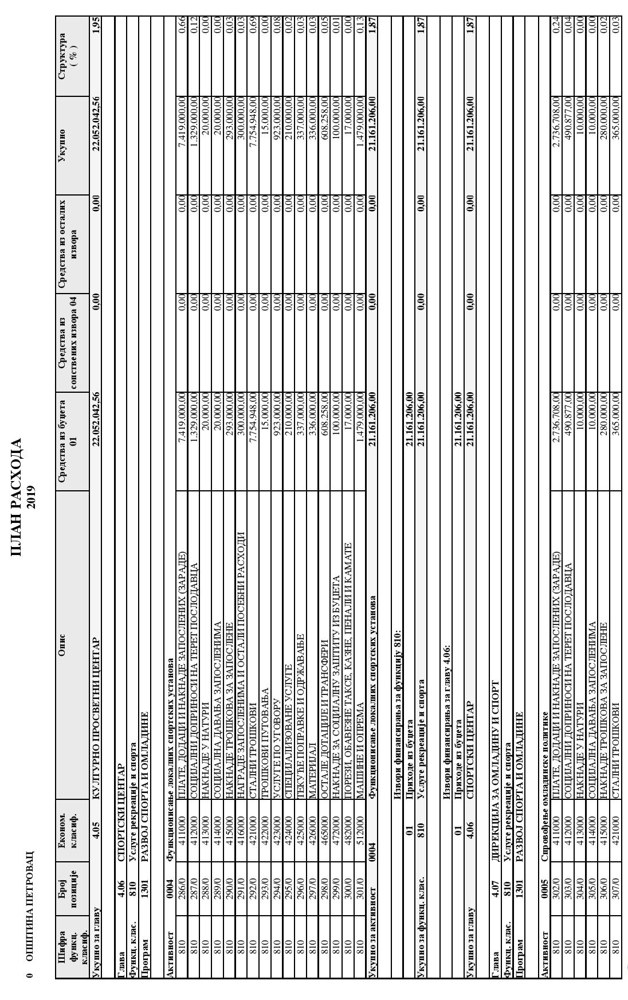 ПЛАН РАСХОДА
2019
0 ОПШТИНА ПЕТРОВАЦ
Шифра функц. класиф. Број позиције Економ. класиф. Опис Средства из буџета 01 Средства из сопствених извора 04 Средства из осталих извора Укупно Структура ( % )
Укупно за главу 4.05 КУЛТУРНО ПРОСВЕТНИ ЦЕНТАР 22.052.042,56 0,00 0,00 22.052.042,56 1,95
Глава 4.06 СПОРТСКИ ЦЕНТАР
Функц. клас. 810 Услуге рекреације и спорта
Програм 1301 РАЗВОЈ СПОРТА И ОМЛАДИНЕ
Активност 0004 Функционисање локалних спортских установа
810 286/0 411000 ПЛАТЕ, ДОДАЦИ И НАКНАДЕ ЗАПОСЛЕНИХ (ЗАРАДЕ) 7.419.000,00 0,00 0,00 7.419.000,00 0,66
810 287/0 412000 СОЦИЈАЛНИ ДОПРИНОСИ НА ТЕРЕТ ПОСЛОДАВЦА 1.329.000,00 0,00 0,00 1.329.000,00 0,12
810 288/0 413000 НАКНАДЕ У НАТУРИ 20.000,00 0,00 0,00 20.000,00 0,00
810 289/0 414000 СОЦИЈАЛНА ДАВАЊА ЗАПОСЛЕНИМА 20.000,00 0,00 0,00 20.000,00 0,00
810 290/0 415000 НАКНАДЕ ТРОШКОВА ЗА ЗАПОСЛЕНЕ 293.000,00 0,00 0,00 293.000,00 0,03
810 291/0 416000 НАГРАДЕ ЗАПОСЛЕНИМА И ОСТАЛИ ПОСЕБНИ РАСХОДИ 300.000,00 0,00 0,00 300.000,00 0,03
810 292/0 421000 СТАЛНИ ТРОШКОВИ 7.754.948,00 0,00 0,00 7.754.948,00 0,69
810 293/0 422000 ТРОШКОВИ ПУТОВАЊА 15.000,00 0,00 0,00 15.000,00 0,00
810 294/0 423000 УСЛУГЕ ПО УГОВОРУ 923.000,00 0,00 0,00 923.000,00 0,08
810 295/0 424000 СПЕЦИЈАЛИЗОВАНЕ УСЛУГЕ 210.000,00 0,00 0,00 210.000,00 0,02
810 296/0 425000 ТЕКУЋЕ ПОПРАВКЕ И ОДРЖАВАЊЕ 337.000,00 0,00 0,00 337.000,00 0,03
810 297/0 426000 МАТЕРИЈАЛ 336.000,00 0,00 0,00 336.000,00 0,03
810 298/0 465000 ОСТАЛЕ ДОТАЦИЈЕ И ТРАНСФЕРИ 608.258,00 0,00 0,00 608.258,00 0,05
810 299/0 472000 НАКНАДЕ ЗА СОЦИЈАЛНУ ЗАШТИТУ ИЗ БУЏЕТА 100.000,00 0,00 0,00 100.000,00 0,01
810 300/0 482000 ПОРЕЗИ, ОБАВЕЗНЕ ТАКСЕ, КАЗНЕ, ПЕНАЛИ И КАМАТЕ 17.000,00 0,00 0,00 17.000,00 0,00
810 301/0 512000 МАШИНЕ И ОПРЕМА 1.479.000,00 0,00 0,00 1.479.000,00 0,13
Укупно за активност 0004 Функционисање локалних спортских установа 21.161.206,00 0,00 0,00 21.161.206,00 1,87
Извори финансирања за функцију 810:
01 Приходе из буџета 21.161.206,00
Укупно за функц. клас. 810 Услуге рекреације и спорта 21.161.206,00 0,00 0,00 21.161.206,00 1,87
Извори финансирања за главу 4.06:
01 Приходе из буџета 21.161.206,00
Укупно за главу 4.06 СПОРТСКИ ЦЕНТАР 21.161.206,00 0,00 0,00 21.161.206,00 1,87
Глава 4.07 ДИРЕКЦИЈА ЗА ОМЛАДИНУ И СПОРТ
Функц. клас. 810 Услуге рекреације и спорта
Програм 1301 РАЗВОЈ СПОРТА И ОМЛАДИНЕ
Активност 0005 Спровођење омладинске политике
810 302/0 411000 ПЛАТЕ, ДОДАЦИ И НАКНАДЕ ЗАПОСЛЕНИХ (ЗАРАДЕ) 2.736.708,00 0,00 0,00 2.736.708,00 0,24
810 303/0 412000 СОЦИЈАЛНИ ДОПРИНОСИ НА ТЕРЕТ ПОСЛОДАВЦА 490.877,00 0,00 0,00 490.877,00 0,04
810 304/0 413000 НАКНАДЕ У НАТУРИ 10.000,00 0,00 0,00 10.000,00 0,00
810 305/0 414000 СОЦИЈАЛНА ДАВАЊА ЗАПОСЛЕНИМА 10.000,00 0,00 0,00 10.000,00 0,00
810 306/0 415000 НАКНАДЕ ТРОШКОВА ЗА ЗАПОСЛЕНЕ 280.000,00 0,00 0,00 280.000,00 0,02
810 307/0 421000 СТАЛНИ ТРОШКОВИ 365.000,00 0,00 0,00 365.000,00 0,03